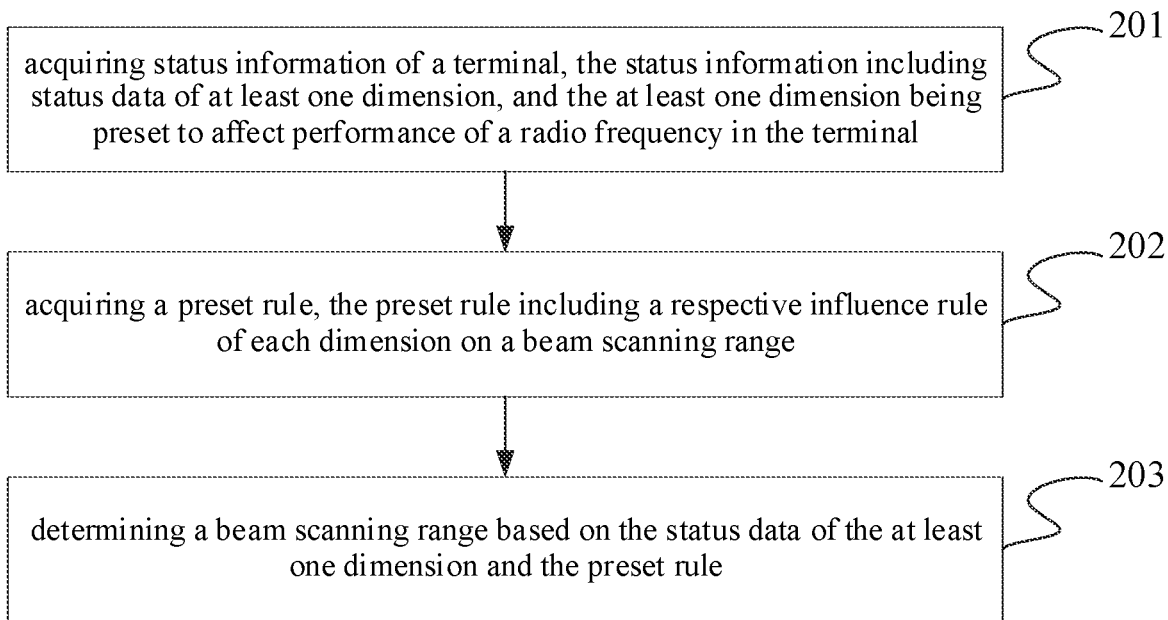 201
acquiring status information of a terminal, the status information including
status data of at least one dimension, and the at least one dimension being
preset to affect performance of a radio frequency in the terminal
202
acquiring a preset rule, the preset rule including a respective influence rule
of each dimension on a beam scanning range
203
determining a beam scanning range based on the status data of the at least
one dimension and the preset rule